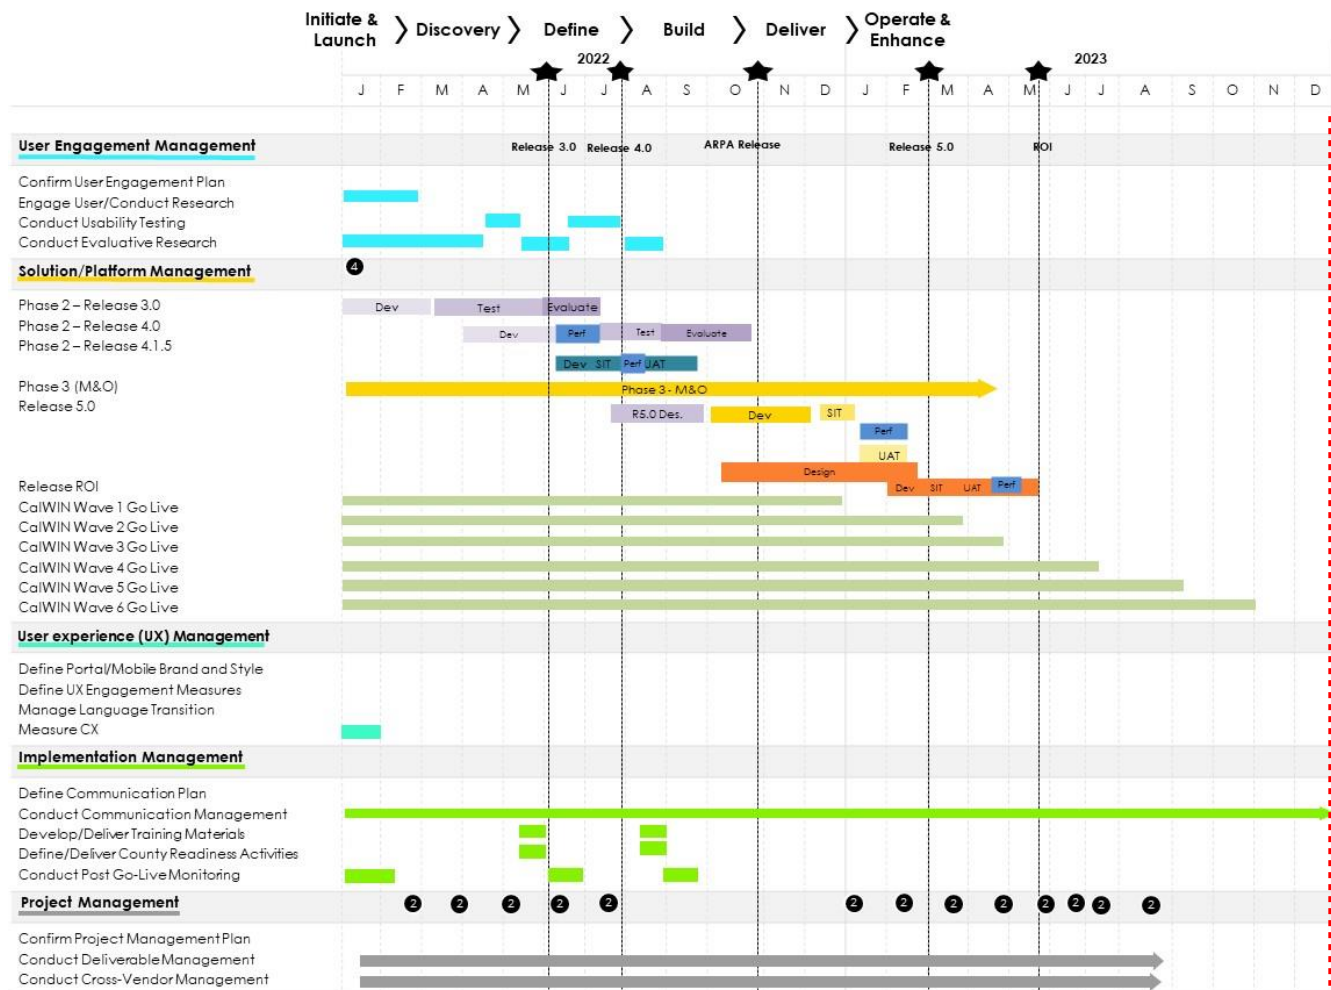 Initiate & Launch
Discovery
Define
Build
Deliver
Operate & Enhance
2022
2023
J F M A M J J A S O N D J F M A M J J A S O N D
User Engagement Management
Release 3.0
Release 4.0
ARPA Release
Release 5.0
ROI
Confirm User Engagement Plan
Engage User/Conduct Research
Conduct Usability Testing
Conduct Evaluative Research
Solution/Platform Management
4
Phase 2 – Release 3.0
Dev Test Evaluate
Phase 2 – Release 4.0
Dev Perf Test Evaluate
Phase 2 – Release 4.1.5
Dev SIT Perf UAT
Phase 3 (M&O)
Phase 3 - M&O
Release 5.0
R5.0 Des. Dev SIT
Perf
UAT
Design
Release ROI
Dev SIT UAT Perf
CalWIN Wave 1 Go Live
CalWIN Wave 2 Go Live
CalWIN Wave 3 Go Live
CalWIN Wave 4 Go Live
CalWIN Wave 5 Go Live
CalWIN Wave 6 Go Live
User experience (UX) Management
Define Portal/Mobile Brand and Style
Define UX Engagement Measures
Manage Language Transition
Measure CX
Implementation Management
Define Communication Plan
Conduct Communication Management
Develop/Deliver Training Materials
Define/Deliver County Readiness Activities
Conduct Post Go-Live Monitoring
Project Management
2 2 2 2 2 2 2 2 2 2 2 2 2
Confirm Project Management Plan
Conduct Deliverable Management
Conduct Cross-Vendor Management